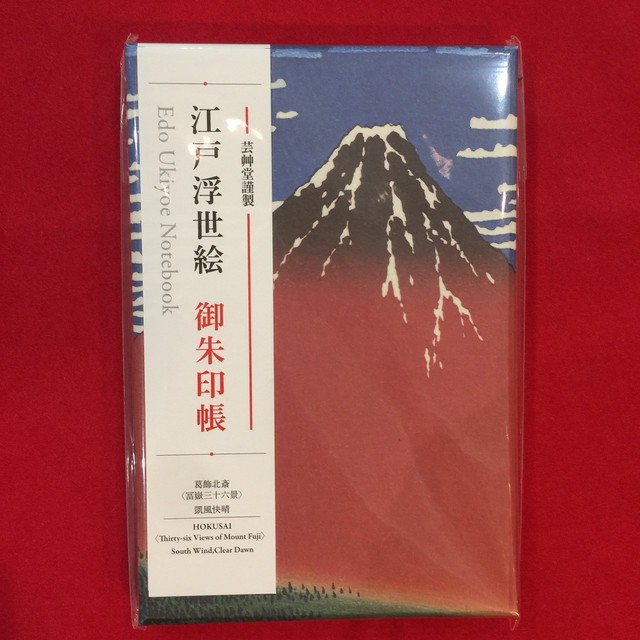 芸艸堂謹製
江戸浮世絵 御朱印帳
Edo Ukiyoe Notebook
葛飾北斎
〈冨嶽三十六景〉
凱風快晴
HOKUSAI
〈Thirty-six Views of Mount Fuji〉
South Wind,Clear Dawn